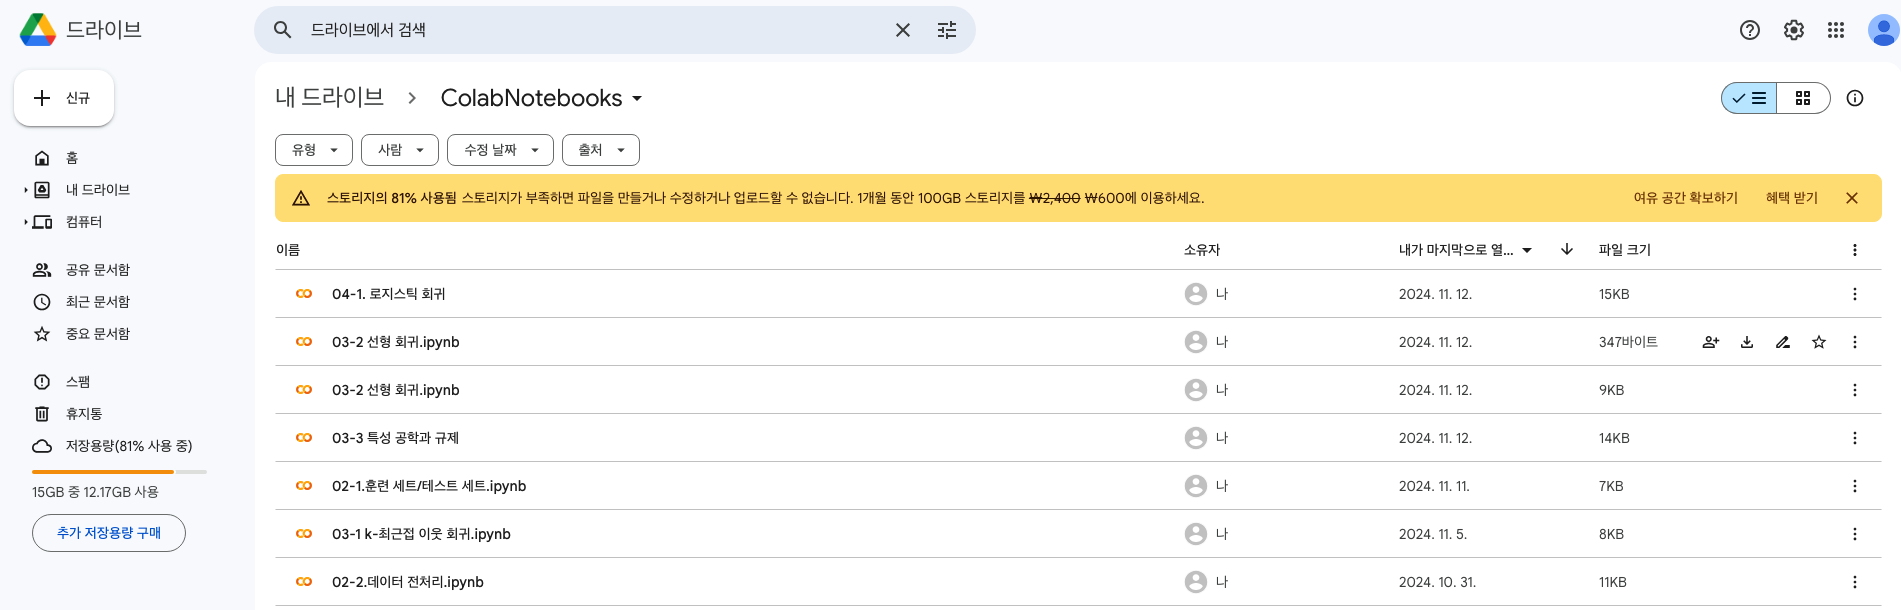 드라이브
드라이브에서 검색
신규
홈
내 드라이브
컴퓨터
공유 문서함
최근 문서함
중요 문서함
스팸
휴지통
저장용량(81% 사용 중)
15GB 중 12.17GB 사용
추가 저장용량 구매
내 드라이브 > ColabNotebooks
유형 사람 수정 날짜 출처
스토리지의 81% 사용됨 스토리지가 부족하면 파일을 만들거나 수정하거나 업로드할 수 없습니다. 1개월 동안 100GB 스토리지를 ₩2,400 ₩600에 이용하세요. 여유 공간 확보하기 혜택 받기
이름 소유자 내가 마지막으로 열... 파일 크기
04-1. 로지스틱 회귀 나 2024. 11. 12. 15KB
03-2 선형 회귀.ipynb 나 2024. 11. 12. 347바이트
03-2 선형 회귀.ipynb 나 2024. 11. 12. 9KB
03-3 특성 공학과 규제 나 2024. 11. 12. 14KB
02-1.훈련 세트/테스트 세트.ipynb 나 2024. 11. 11. 7KB
03-1 k-최근접 이웃 회귀.ipynb 나 2024. 11. 5. 8KB
02-2.데이터 전처리.ipynb 나 2024. 10. 31. 11KB